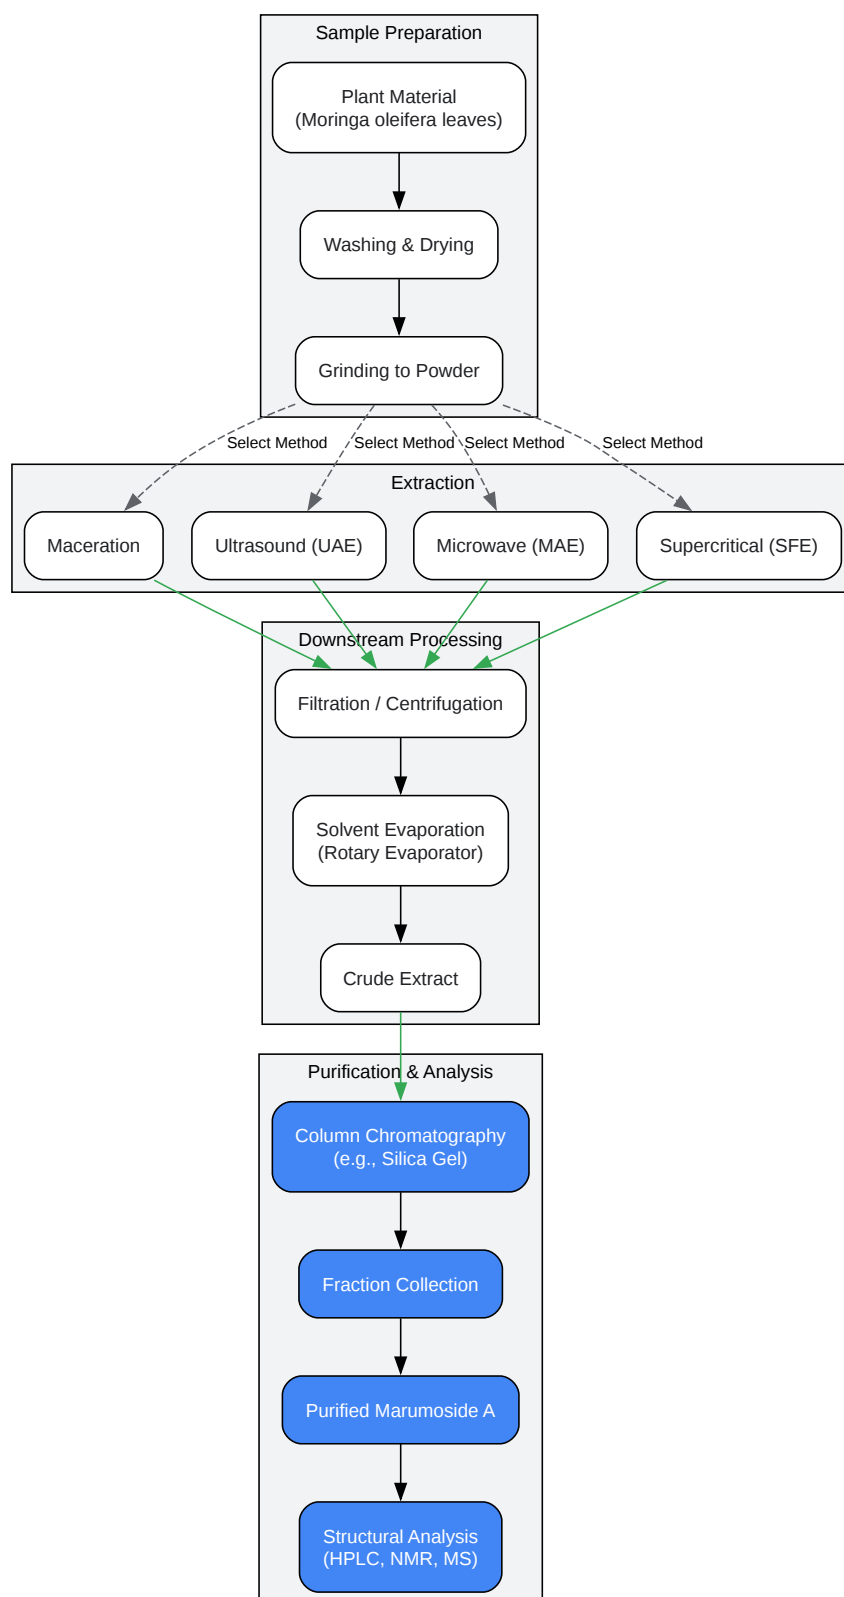 Sample Preparation
Plant Material
(Moringa oleifera leaves)
Washing & Drying
Grinding to Powder
Select Method
Select Method
Select Method
Select Method
Extraction
Maceration
Ultrasound (UAE)
Microwave (MAE)
Supercritical (SFE)
Downstream Processing
Filtration / Centrifugation
Solvent Evaporation
(Rotary Evaporator)
Crude Extract
Purification & Analysis
Column Chromatography
(e.g., Silica Gel)
Fraction Collection
Purified Marumoside A
Structural Analysis
(HPLC, NMR, MS)